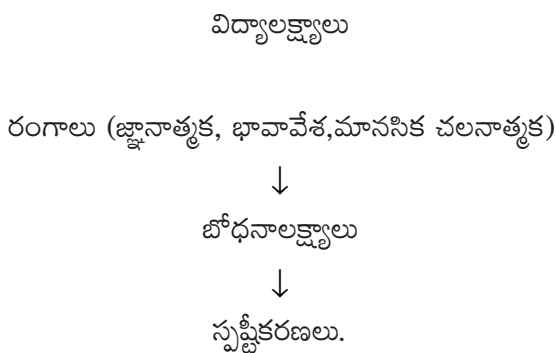 విద్యాలక్ష్యాలు
రంగాలు (జ్ఞానాత్మక, భావావేశ,మానసిక చలనాత్మక)
↓
బోధనాలక్ష్యాలు
↓
స్పష్టీకరణలు.